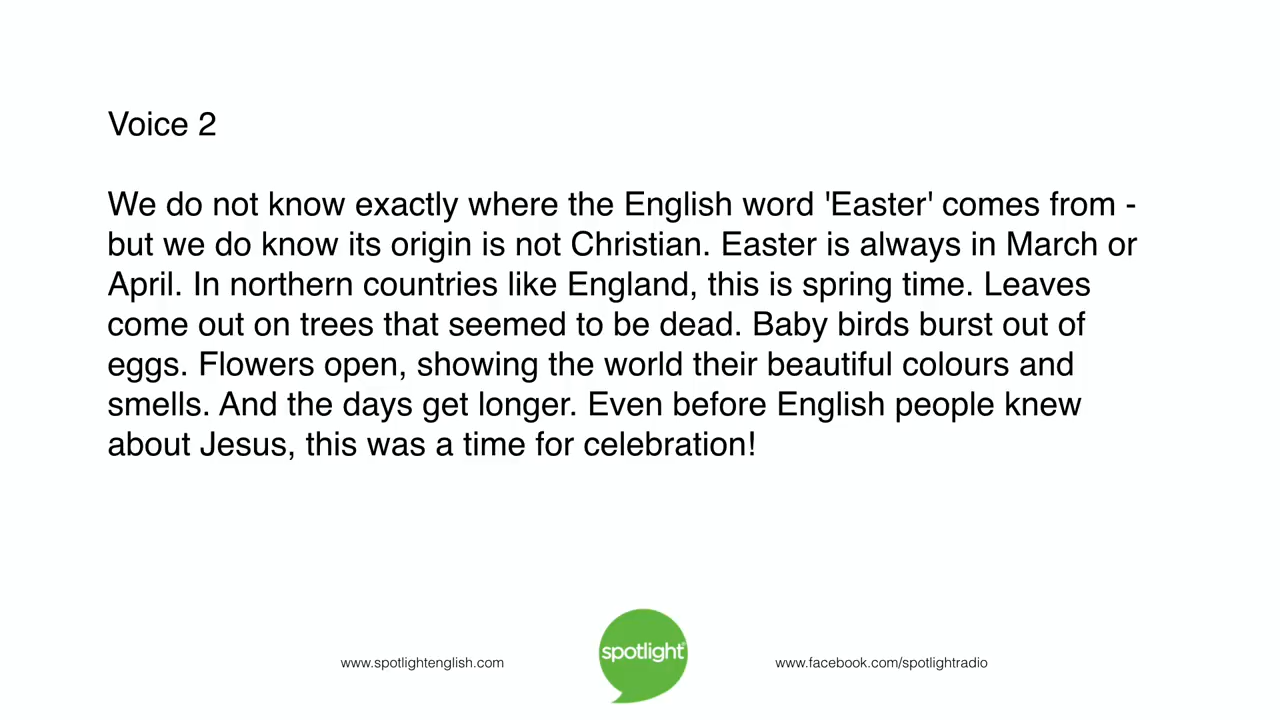 Voice 2
We do not know exactly where the English word 'Easter' comes from -
but we do know its origin is not Christian. Easter is always in March or
April. In northern countries like England, this is spring time. Leaves
come out on trees that seemed to be dead. Baby birds burst out of
eggs. Flowers open, showing the world their beautiful colours and
smells. And the days get longer. Even before English people knew
about Jesus, this was a time for celebration!
www.spotlightenglish.com
spotlight
www.facebook.com/spotlightradio